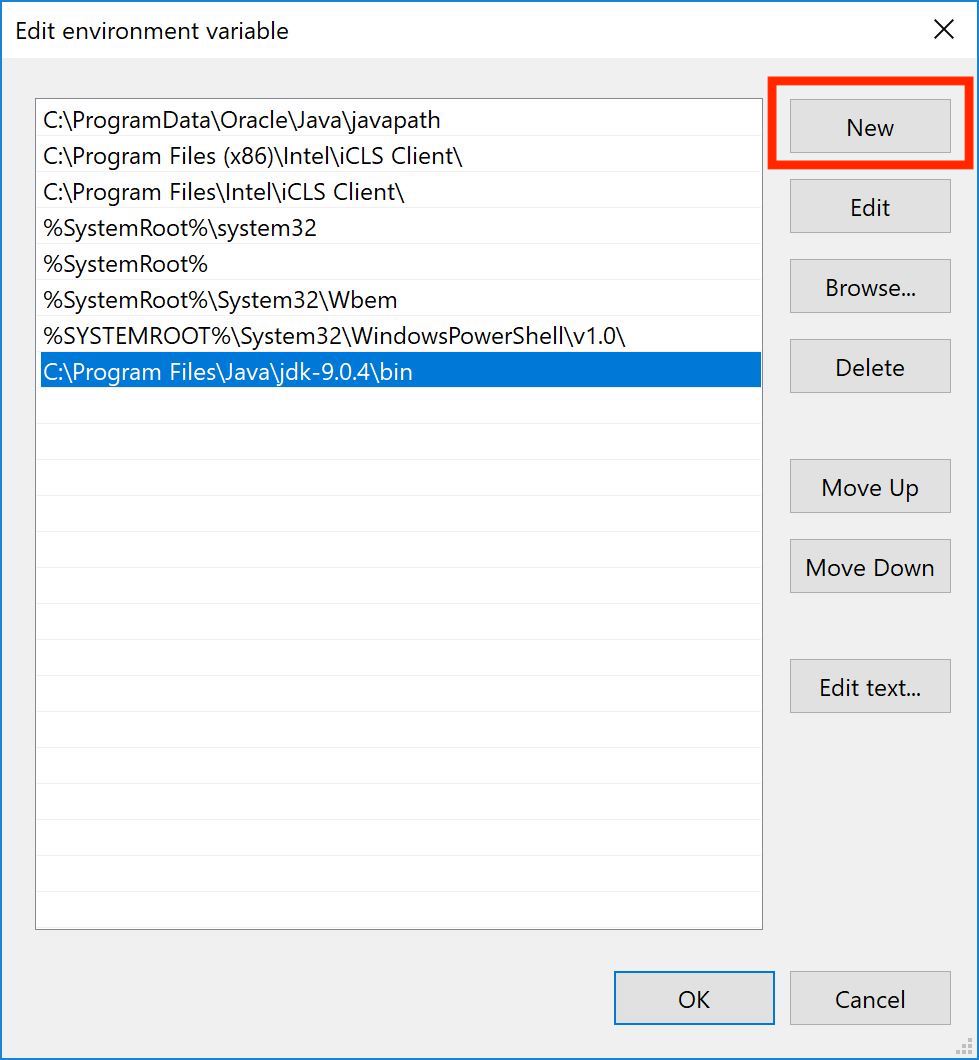 Edit environment variable
C:\ProgramData\Oracle\Java\javapath
C:\Program Files (x86)\Intel\iCLS Client\
C:\Program Files\Intel\iCLS Client\
%SystemRoot%\system32
%SystemRoot%
%SystemRoot%\System32\Wbem
%SYSTEMROOT%\System32\WindowsPowerShell\v1.0\
C:\Program Files\Java\jdk-9.0.4\bin
New
Edit
Browse...
Delete
Move Up
Move Down
Edit text...
OK
Cancel